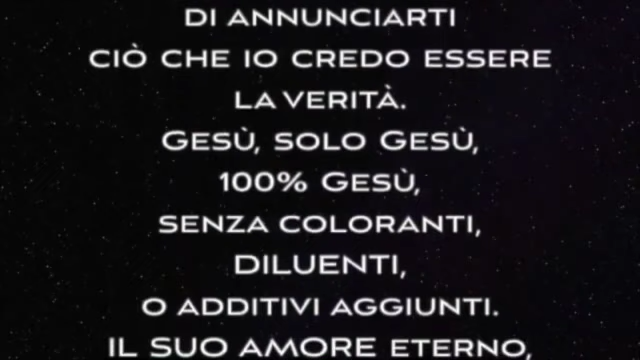 DI ANNUNCIARTI
CIÒ CHE IO CREDO ESSERE
LA VERITÀ.
GESÙ, SOLO GESÙ,
100% GESÙ,
SENZA COLORANTI,
DILUENTI,
O ADDITIVI AGGIUNTI.
IL SUO AMORE ETERNO,